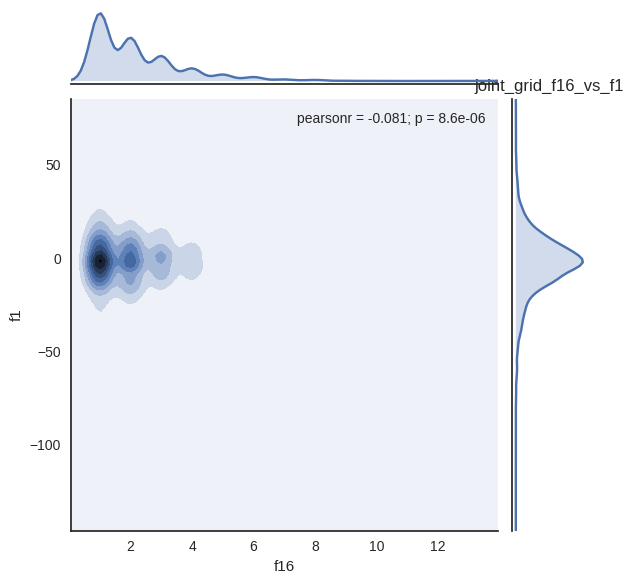 joint_grid_f16_vs_f1
pearsonr = -0.081; p = 8.6e-06
50
0
−50
−100
f1
2 4 6 8 10 12
f16